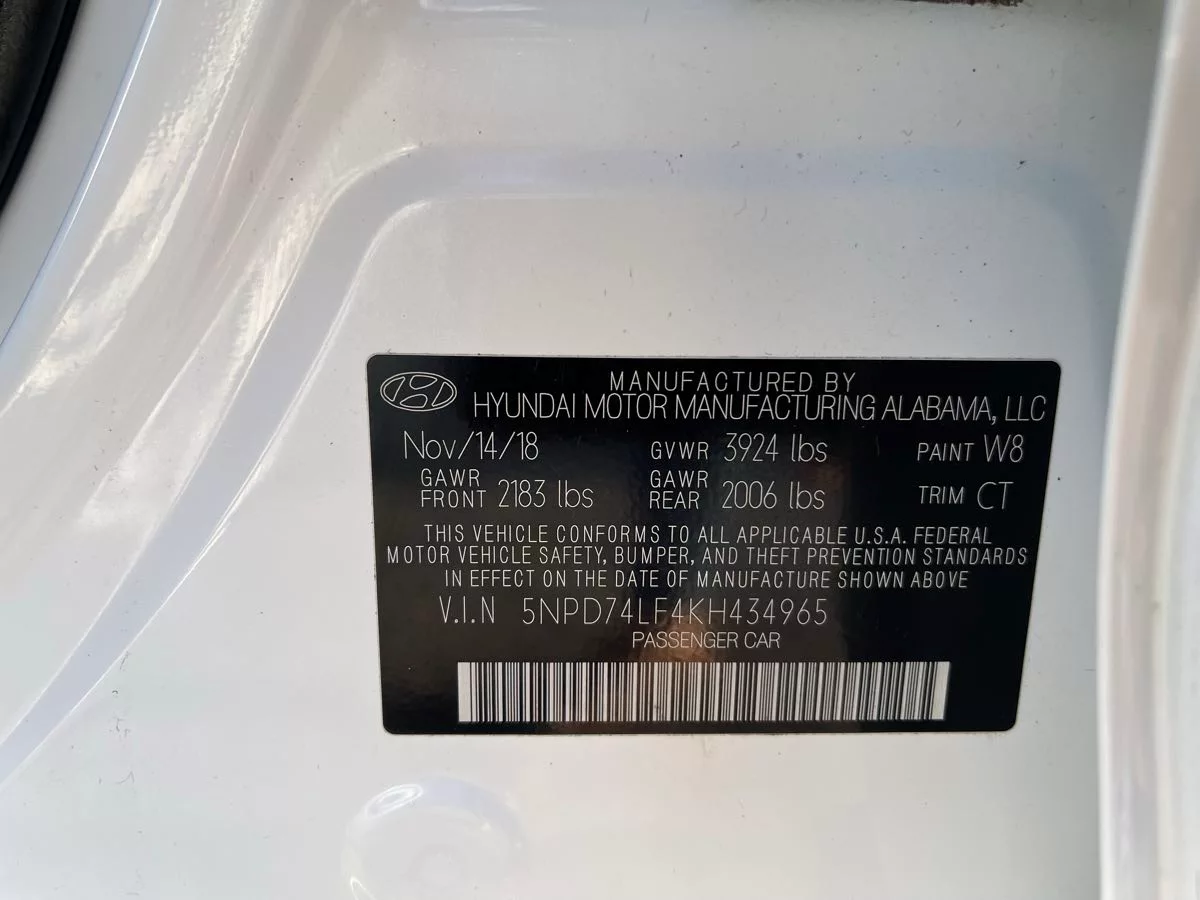 MANUFACTURED BY
HYUNDAI MOTOR MANUFACTURING ALABAMA, LLC
Nov/14/18 GVWR 3924 lbs PAINT W8
GAWR FRONT 2183 lbs GAWR REAR 2006 lbs TRIM CT
THIS VEHICLE CONFORMS TO ALL APPLICABLE U.S.A. FEDERAL
MOTOR VEHICLE SAFETY, BUMPER, AND THEFT PREVENTION STANDARDS
IN EFFECT ON THE DATE OF MANUFACTURE SHOWN ABOVE
V.I.N 5NPD74LF4KH434965
PASSENGER CAR